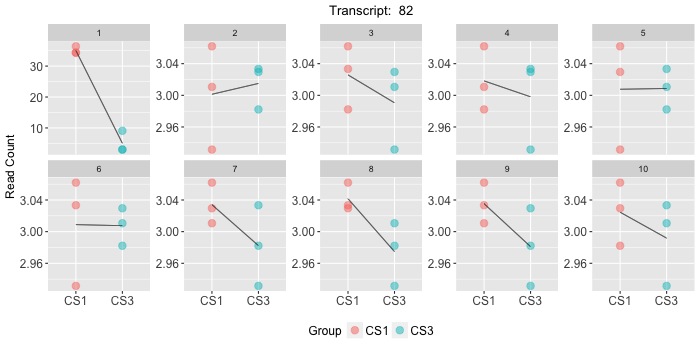 Transcript: 82
1 2 3 4 5
30 3.04 3.04 3.04 3.04
20 3.00 3.00 3.00 3.00
10 2.96 2.96 2.96 2.96
Read Count
6 7 8 9 10
3.04 3.04 3.04 3.04 3.04
3.00 3.00 3.00 3.00 3.00
2.96 2.96 2.96 2.96 2.96
CS1 CS3 CS1 CS3 CS1 CS3 CS1 CS3 CS1 CS3
Group CS1 CS3